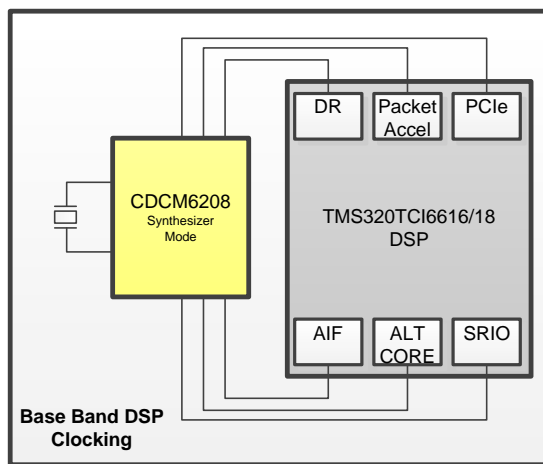 DR
Packet
Accel
PCIe
CDCM6208
Synthesizer
Mode
TMS320TCI6616/18
DSP
AIF
ALT
CORE
SRIO
Base Band DSP
Clocking